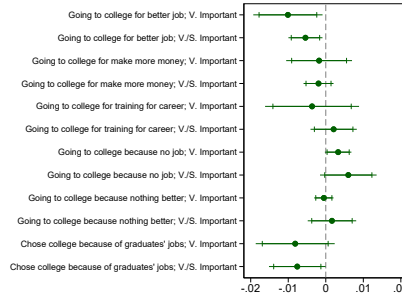 Going to college for better job; V. Important
Going to college for better job; V./S. Important
Going to college for make more money; V. Important
Going to college for make more money; V./S. Important
Going to college for training for career; V. Important
Going to college for training for career; V./S. Important
Going to college because no job; V. Important
Going to college because no job; V./S. Important
Going to college because nothing better; V. Important
Going to college because nothing better; V./S. Important
Chose college because of graduates' jobs; V. Important
Chose college because of graduates' jobs; V./S. Important
-.02 -.01 0 .01